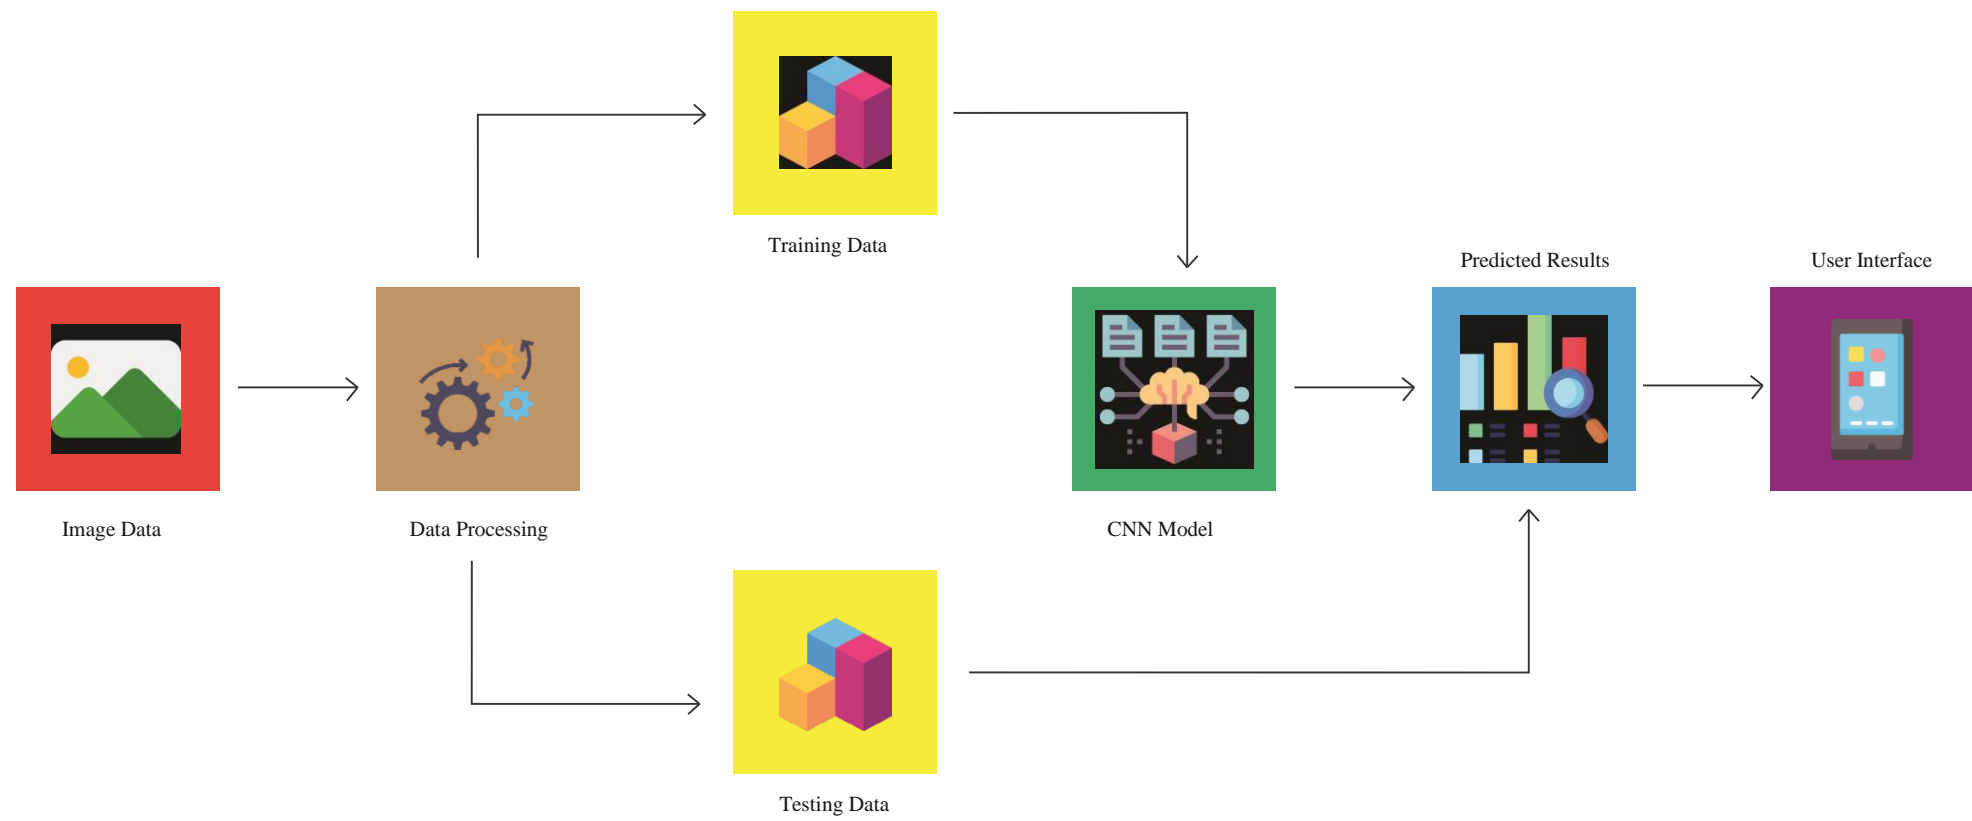 Training Data
Predicted Results
User Interface
Image Data
Data Processing
CNN Model
Testing Data